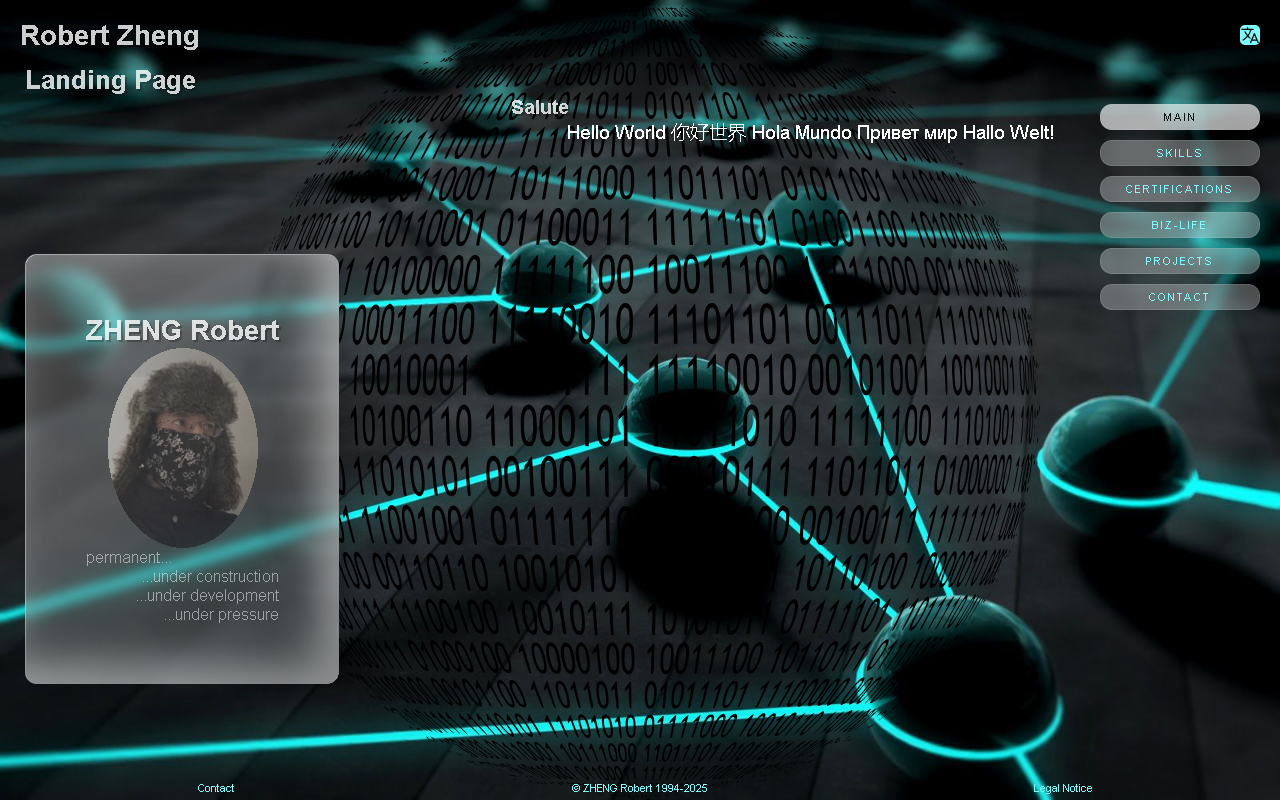 Robert Zheng
Landing Page
Salute
Hello World 你好世界 Hola Mundo Привет мир Hallo Welt!
MAIN
SKILLS
CERTIFICATIONS
BIZ-LIFE
PROJECTS
CONTACT
ZHENG Robert
permanent...
...under construction
...under development
...under pressure
Contact
© ZHENG Robert 1994-2025
Legal Notice